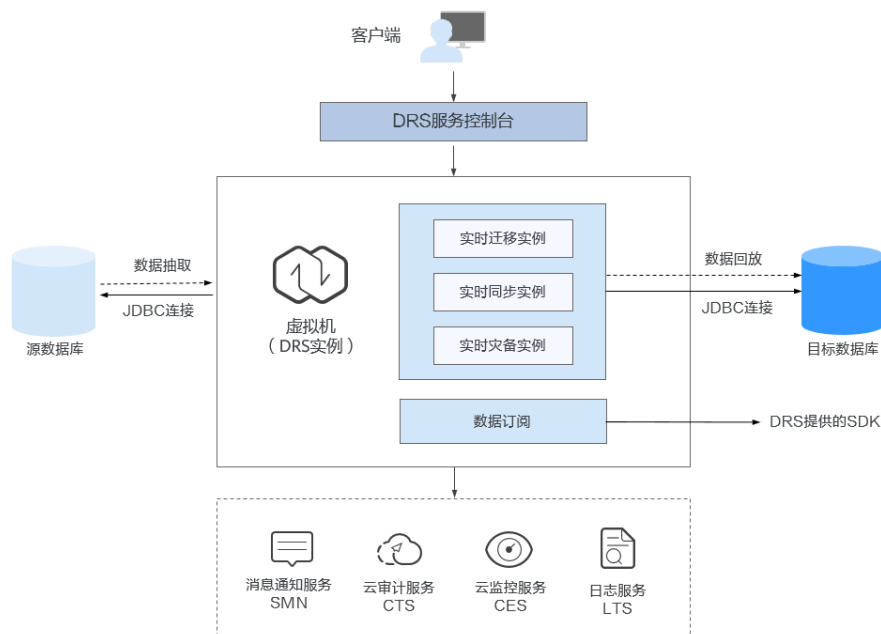 客户端
DRS服务控制台
实时迁移实例
数据抽取
数据回放
实时同步实例
JDBC连接
JDBC连接
虚拟机
（DRS实例）
实时灾备实例
源数据库
目标数据库
数据订阅
DRS提供的SDK
消息通知服务
SMN
云审计服务
CTS
云监控服务
CES
日志服务
LTS